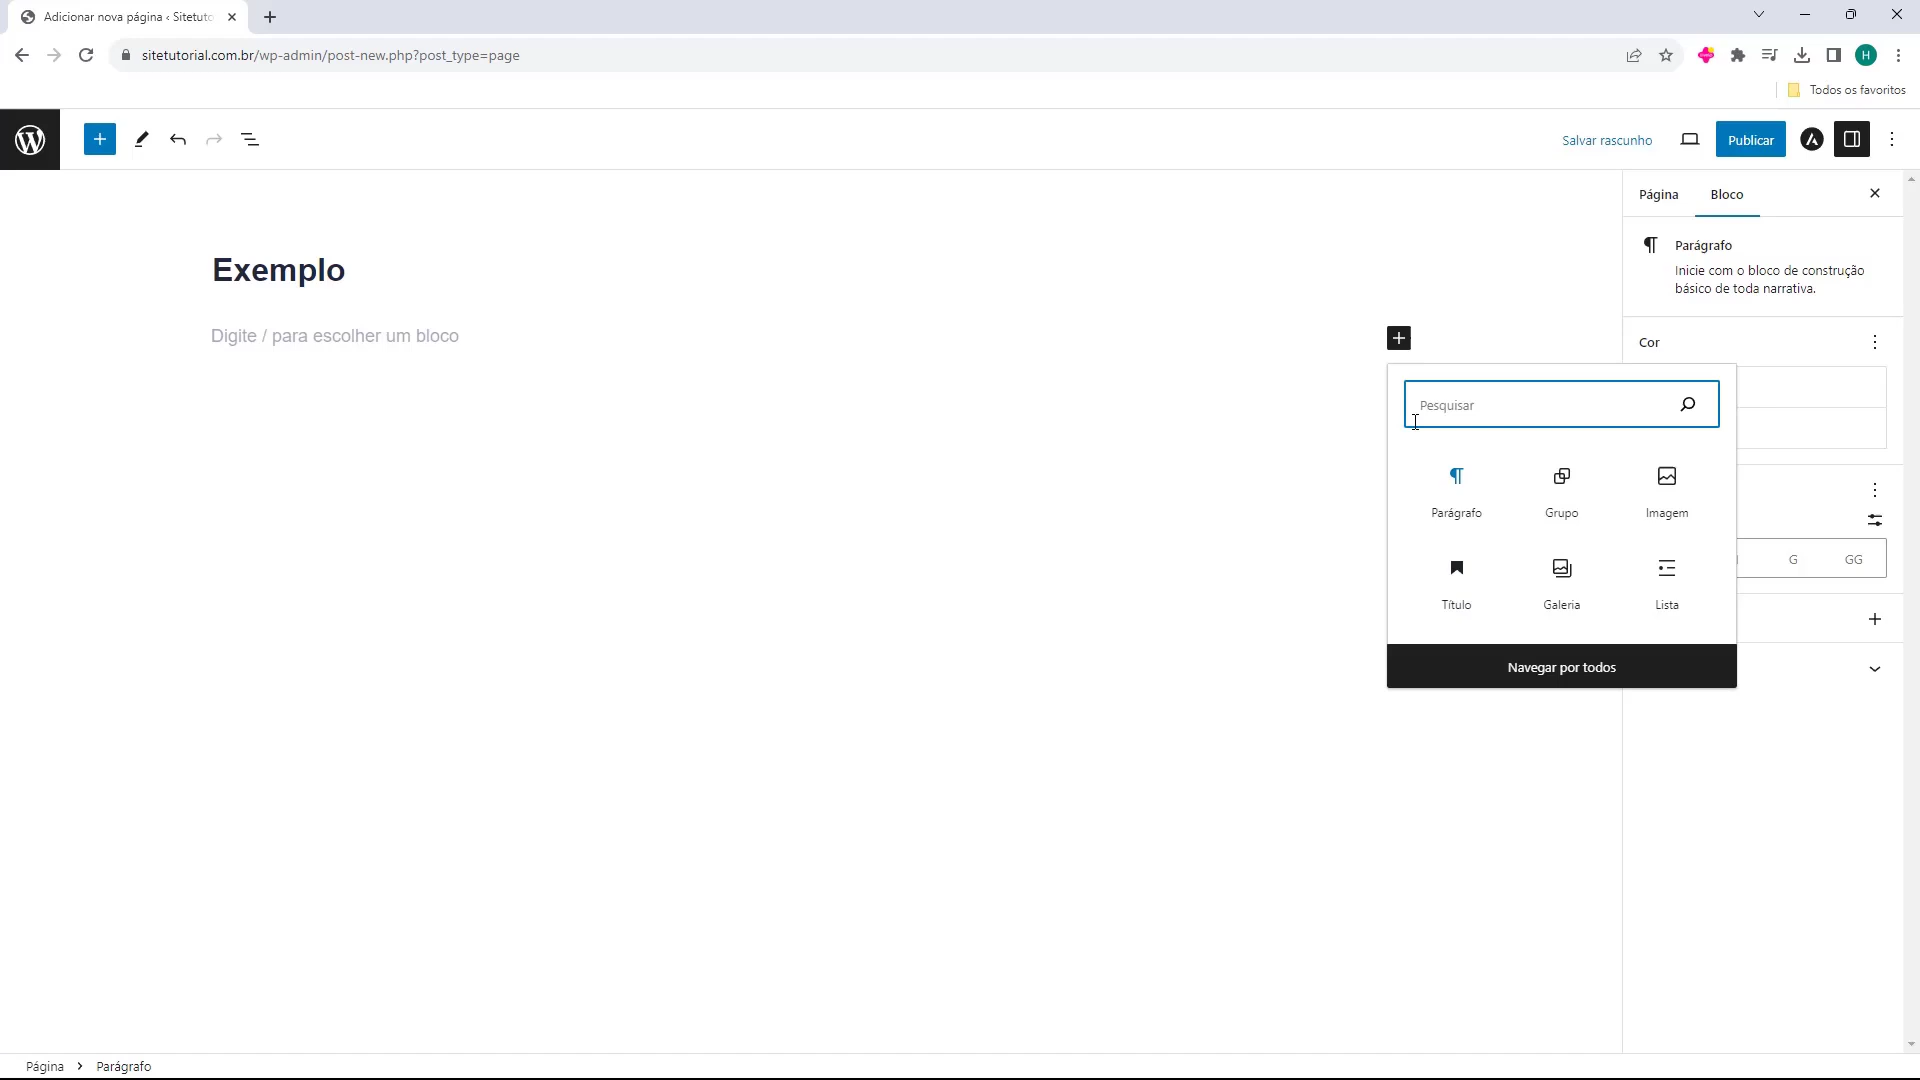 Adicionar nova página ‹ Sitetuto
sitetutorial.com.br/wp-admin/post-new.php?post_type=page
H
Todos os favoritos
Salvar rascunho
Publicar
Página
Bloco
Exemplo
Parágrafo
Inicie com o bloco de construção
básico de toda narrativa.
Digite / para escolher um bloco
Cor
Pesquisar
Parágrafo
Grupo
Imagem
G
GG
Título
Galeria
Lista
Navegar por todos
Página
Parágrafo